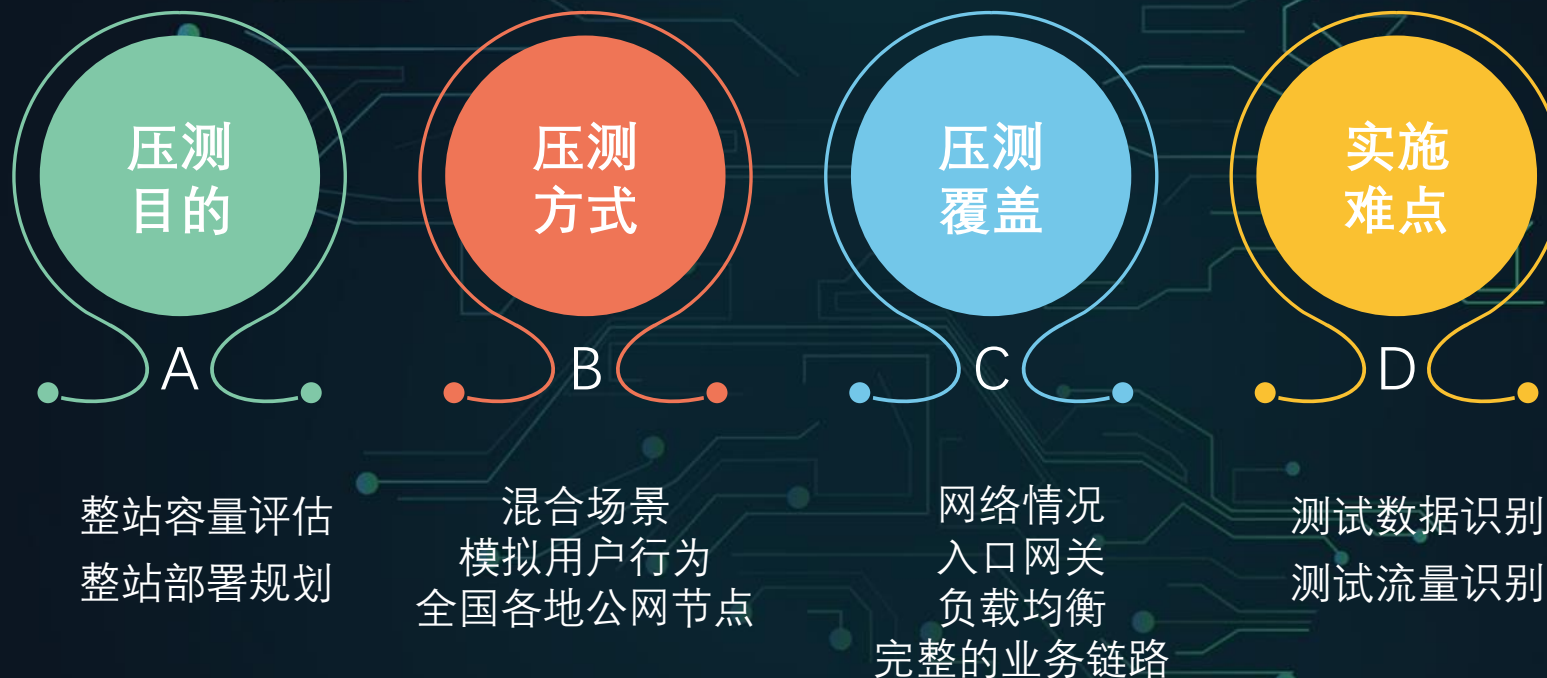 压测
目的
A
整站容量评估
整站部署规划
压测
方式
B
混合场景
模拟用户行为
全国各地公网节点
压测
覆盖
C
网络情况
入口网关
负载均衡
完整的业务链路
实施
难点
D
测试数据识别
测试流量识别